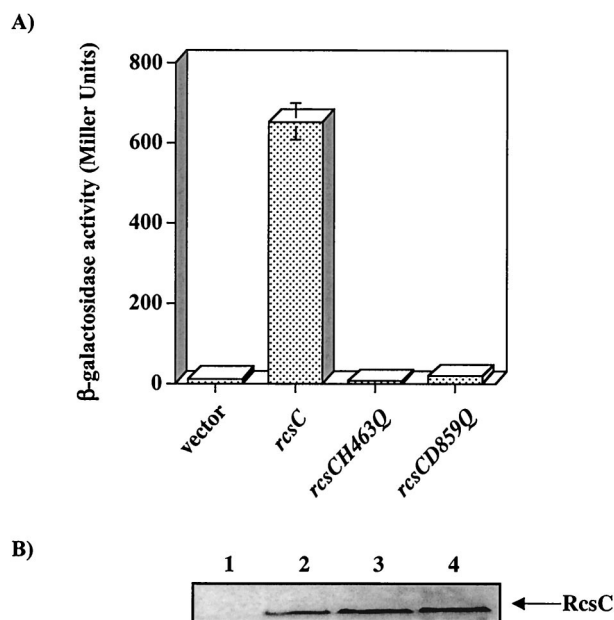 A)
β-galactosidase activity (Miller Units)
800
600
400
200
0
vector
rcsC
rcsCH463Q
rcsCD859Q
B)
1 2 3 4
RcsC